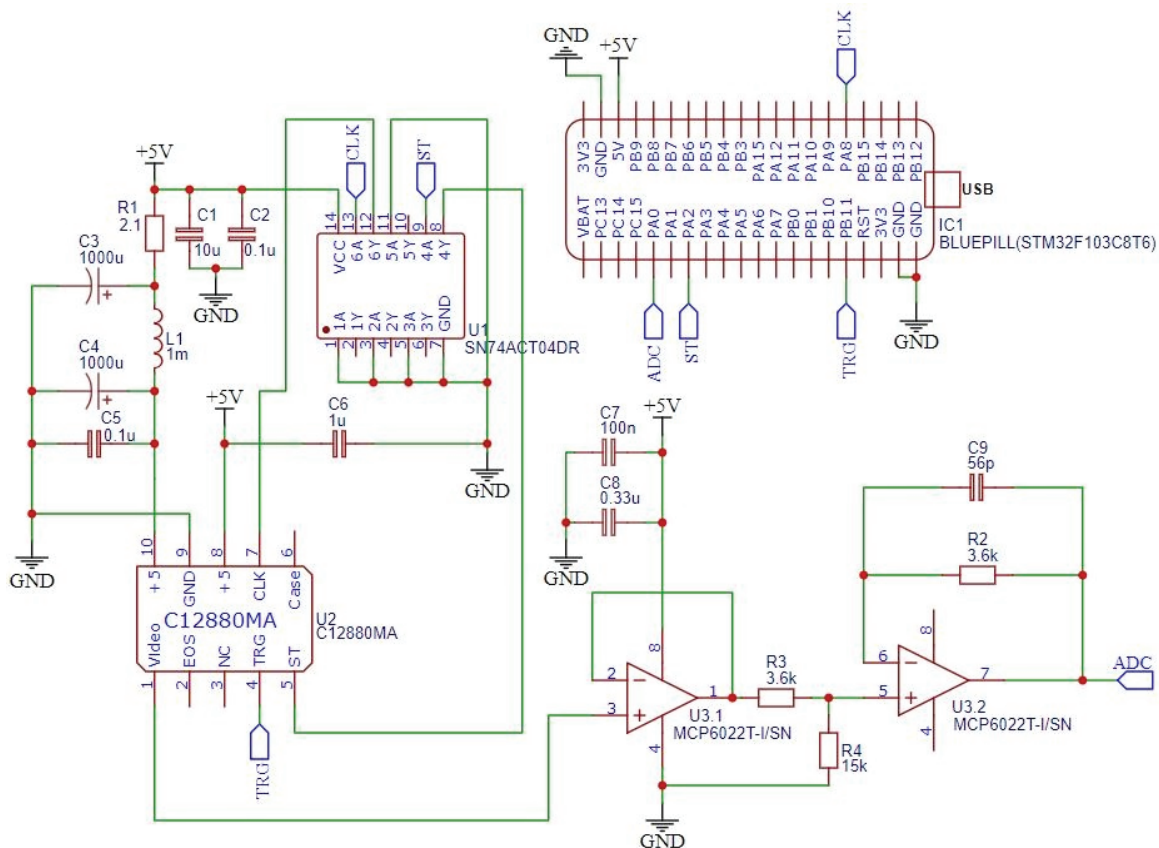 GND
+5V
CLK
3V3
GND
5V
PB9
PB8
PB7
PB6
PB5
PB4
PB3
PA15
PA12
PA11
PA10
PA9
PA8
PB15
PB14
PB13
PB12
VBAT
PC13
PC14
PC15
PA0
PA1
PA2
PA3
PA4
PA5
PA6
PA7
PB0
PB1
PB10
PB11
RST
3V3
GND
GND
USB
IC1
BLUEPILL(STM32F103C8T6)
ADC
ST
TRG
GND
+5V
R1
2.1
C1
10u
C2
0.1u
GND
C3
1000u
L1
1m
C4
1000u
C5
0.1u
GND
CLK
ST
14
13
12
11
10
9
8
VCC
6A
6Y
5A
5Y
4A
4Y
1A
1Y
2A
2Y
3A
3Y
GND
1
2
3
4
5
6
7
U1
SN74ACT04DR
+5V
C6
1u
GND
10
9
8
7
6
+5
GND
+5
CLK
Case
C12880MA
U2
C12880MA
Video
EOS
NC
TRG
ST
1
2
3
4
5
TRG
+5V
C7
100n
C8
0.33u
GND
8
2
3
1
4
U3.1
MCP6022T-I/SN
GND
R3
3.6k
R4
15k
C9
56p
R2
3.6k
8
6
5
7
4
U3.2
MCP6022T-I/SN
ADC